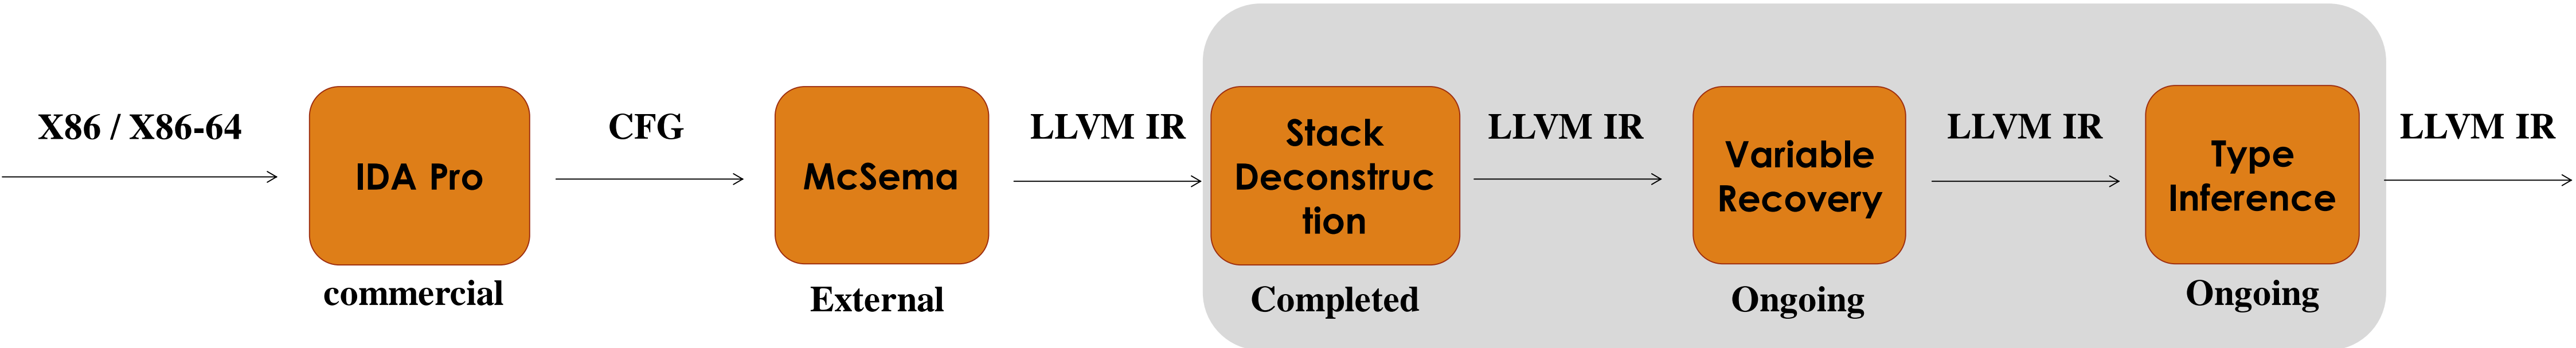 X86 / X86-64
IDA Pro
commercial
CFG
McSema
External
LLVM IR
Stack
Deconstruc
tion
Completed
LLVM IR
Variable
Recovery
Ongoing
LLVM IR
Type
Inference
Ongoing
LLVM IR